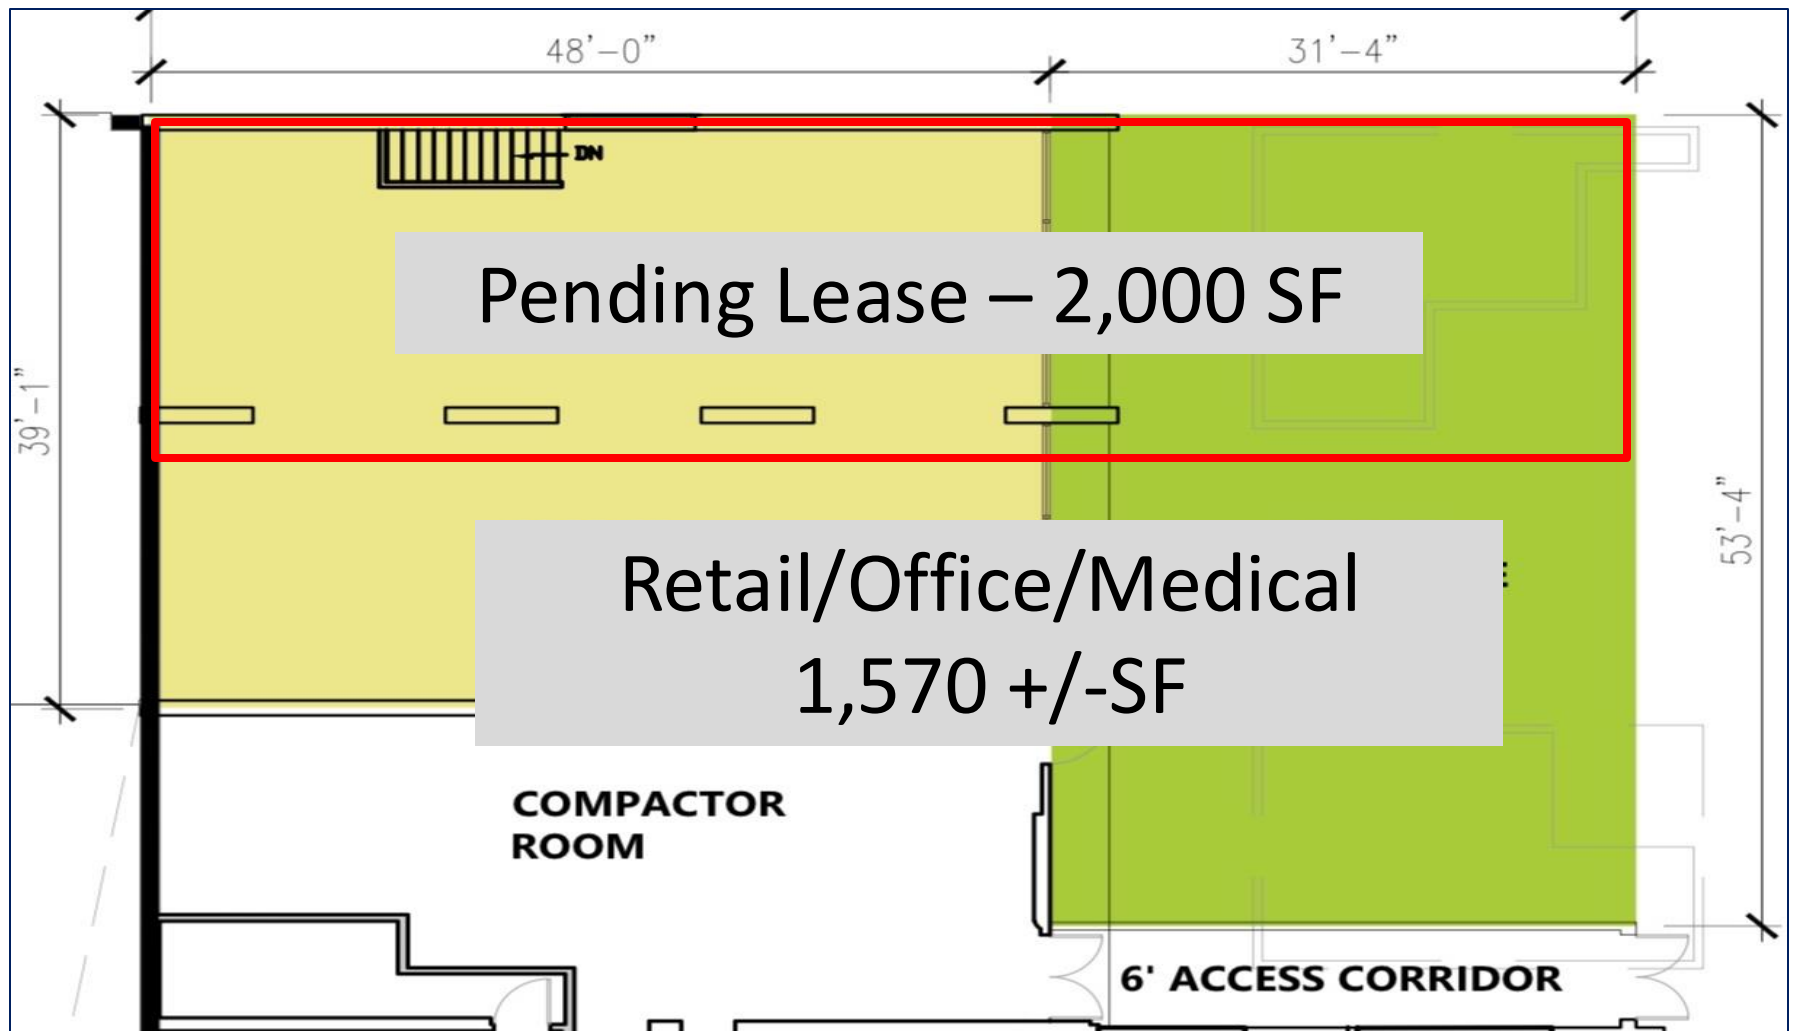 48'-0" 31'-4"
DN
Pending Lease – 2,000 SF
39'-1"
53'-4"
Retail/Office/Medical
1,570 +/-SF
COMPACTOR
ROOM
6' ACCESS CORRIDOR